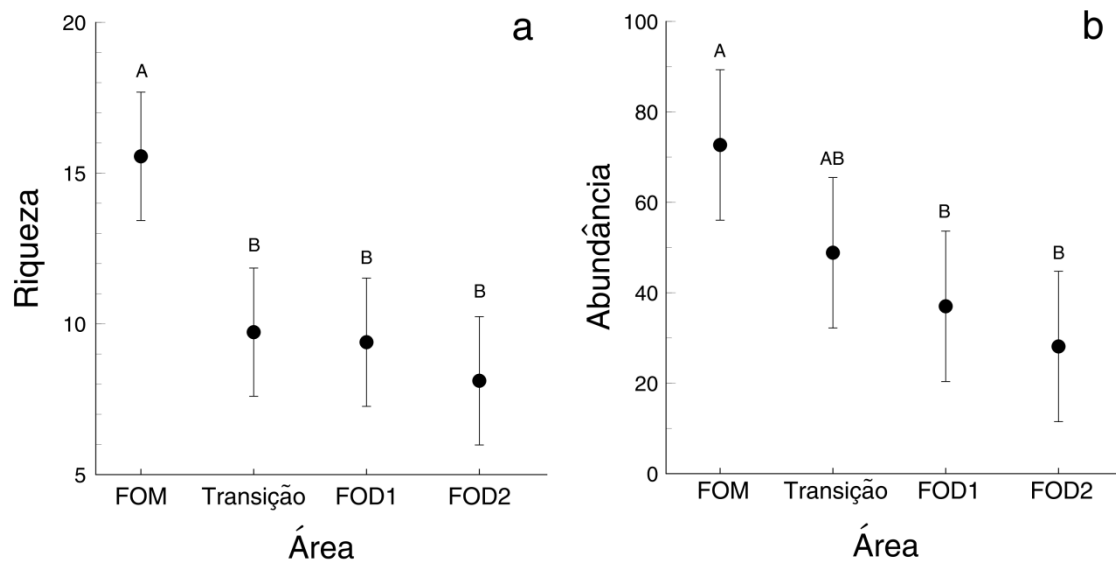 a
20
15
10
5
Riqueza
A
B
B
B
FOM Transição FOD1 FOD2
Área
b
100
80
60
40
20
0
Abundância
A
AB
B
B
FOM Transição FOD1 FOD2
Área